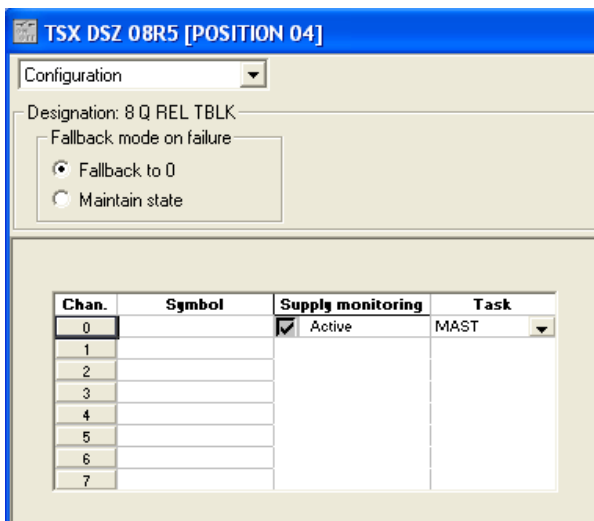 TSX DSZ 08R5 [POSITION 04]
Configuration
Designation: 8 Q REL TBLK
Fallback mode on failure
Fallback to 0
Maintain state
Chan. Symbol Supply monitoring Task
0 Active MAST
1
2
3
4
5
6
7